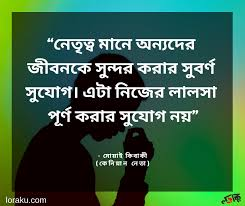 “নেতৃত্ব মানে অন্যদের
জীবনকে সুন্দর করার সুবর্ণ
সুযোগ। এটা নিজের লালসা
পূর্ণ করার সুযোগ নয়”
- মোয়াই কিবাকী
(কেনিয়ান নেতা)
loraku.com